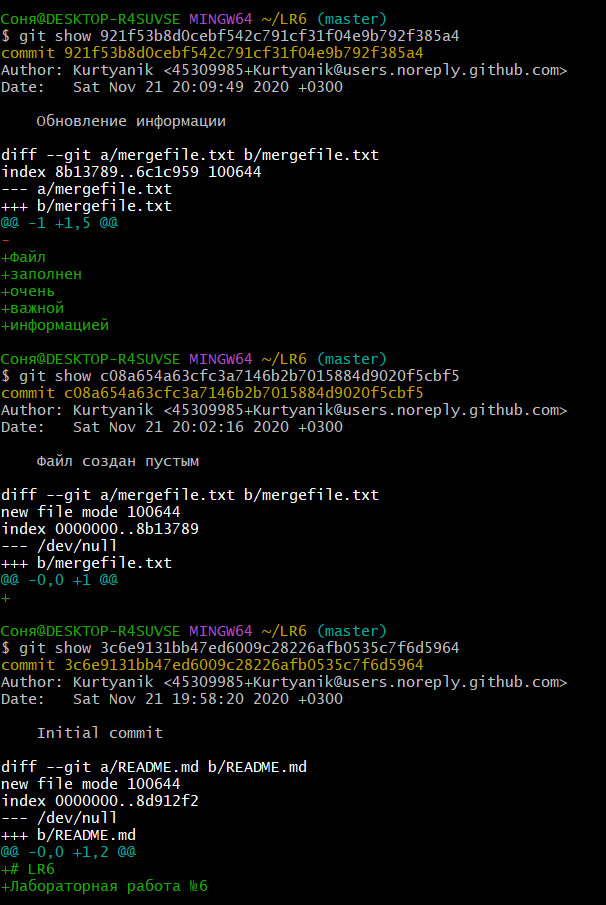 Соня@DESKTOP-R4SUVSE MINGW64 ~/LR6 (master)
$ git show 921f53b8d0cebf542c791cf31f04e9b792f385a4
commit 921f53b8d0cebf542c791cf31f04e9b792f385a4
Author: Kurtyanik <45309985+Kurtyanik@users.noreply.github.com>
Date:   Sat Nov 21 20:09:49 2020 +0300

    Обновление информации

diff --git a/mergefile.txt b/mergefile.txt
index 8b13789..6c1c959 100644
--- a/mergefile.txt
+++ b/mergefile.txt
@@ -1 +1,5 @@
-
+Файл
+заполнен
+очень
+важной
+информацией

Соня@DESKTOP-R4SUVSE MINGW64 ~/LR6 (master)
$ git show c08a654a63cfc3a7146b2b7015884d9020f5cbf5
commit c08a654a63cfc3a7146b2b7015884d9020f5cbf5
Author: Kurtyanik <45309985+Kurtyanik@users.noreply.github.com>
Date:   Sat Nov 21 20:02:16 2020 +0300

    Файл создан пустым

diff --git a/mergefile.txt b/mergefile.txt
new file mode 100644
index 0000000..8b13789
--- /dev/null
+++ b/mergefile.txt
@@ -0,0 +1 @@
+

Соня@DESKTOP-R4SUVSE MINGW64 ~/LR6 (master)
$ git show 3c6e9131bb47ed6009c28226afb0535c7f6d5964
commit 3c6e9131bb47ed6009c28226afb0535c7f6d5964
Author: Kurtyanik <45309985+Kurtyanik@users.noreply.github.com>
Date:   Sat Nov 21 19:58:20 2020 +0300

    Initial commit

diff --git a/README.md b/README.md
new file mode 100644
index 0000000..8d912f2
--- /dev/null
+++ b/README.md
@@ -0,0 +1,2 @@
+# LR6
+Лабораторная работа №6